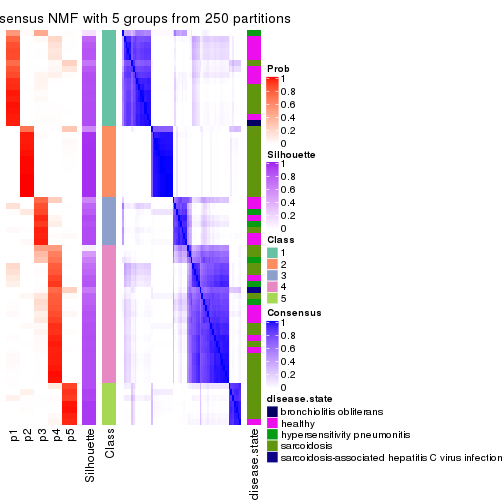 sensus NMF with 5 groups from 250 partitions
Prob
1
0.8
0.6
0.4
0.2
0
Silhouette
1
0.8
0.6
0.4
0.2
0
Class
1
2
3
4
5
Consensus
1
0.8
0.6
0.4
0.2
0
disease.state
bronchiolitis obliterans
healthy
hypersensitivity pneumonitis
sarcoidosis
sarcoidosis-associated hepatitis C virus infection
p1
p2
p3
p4
p5
Silhouette
Class
disease.state